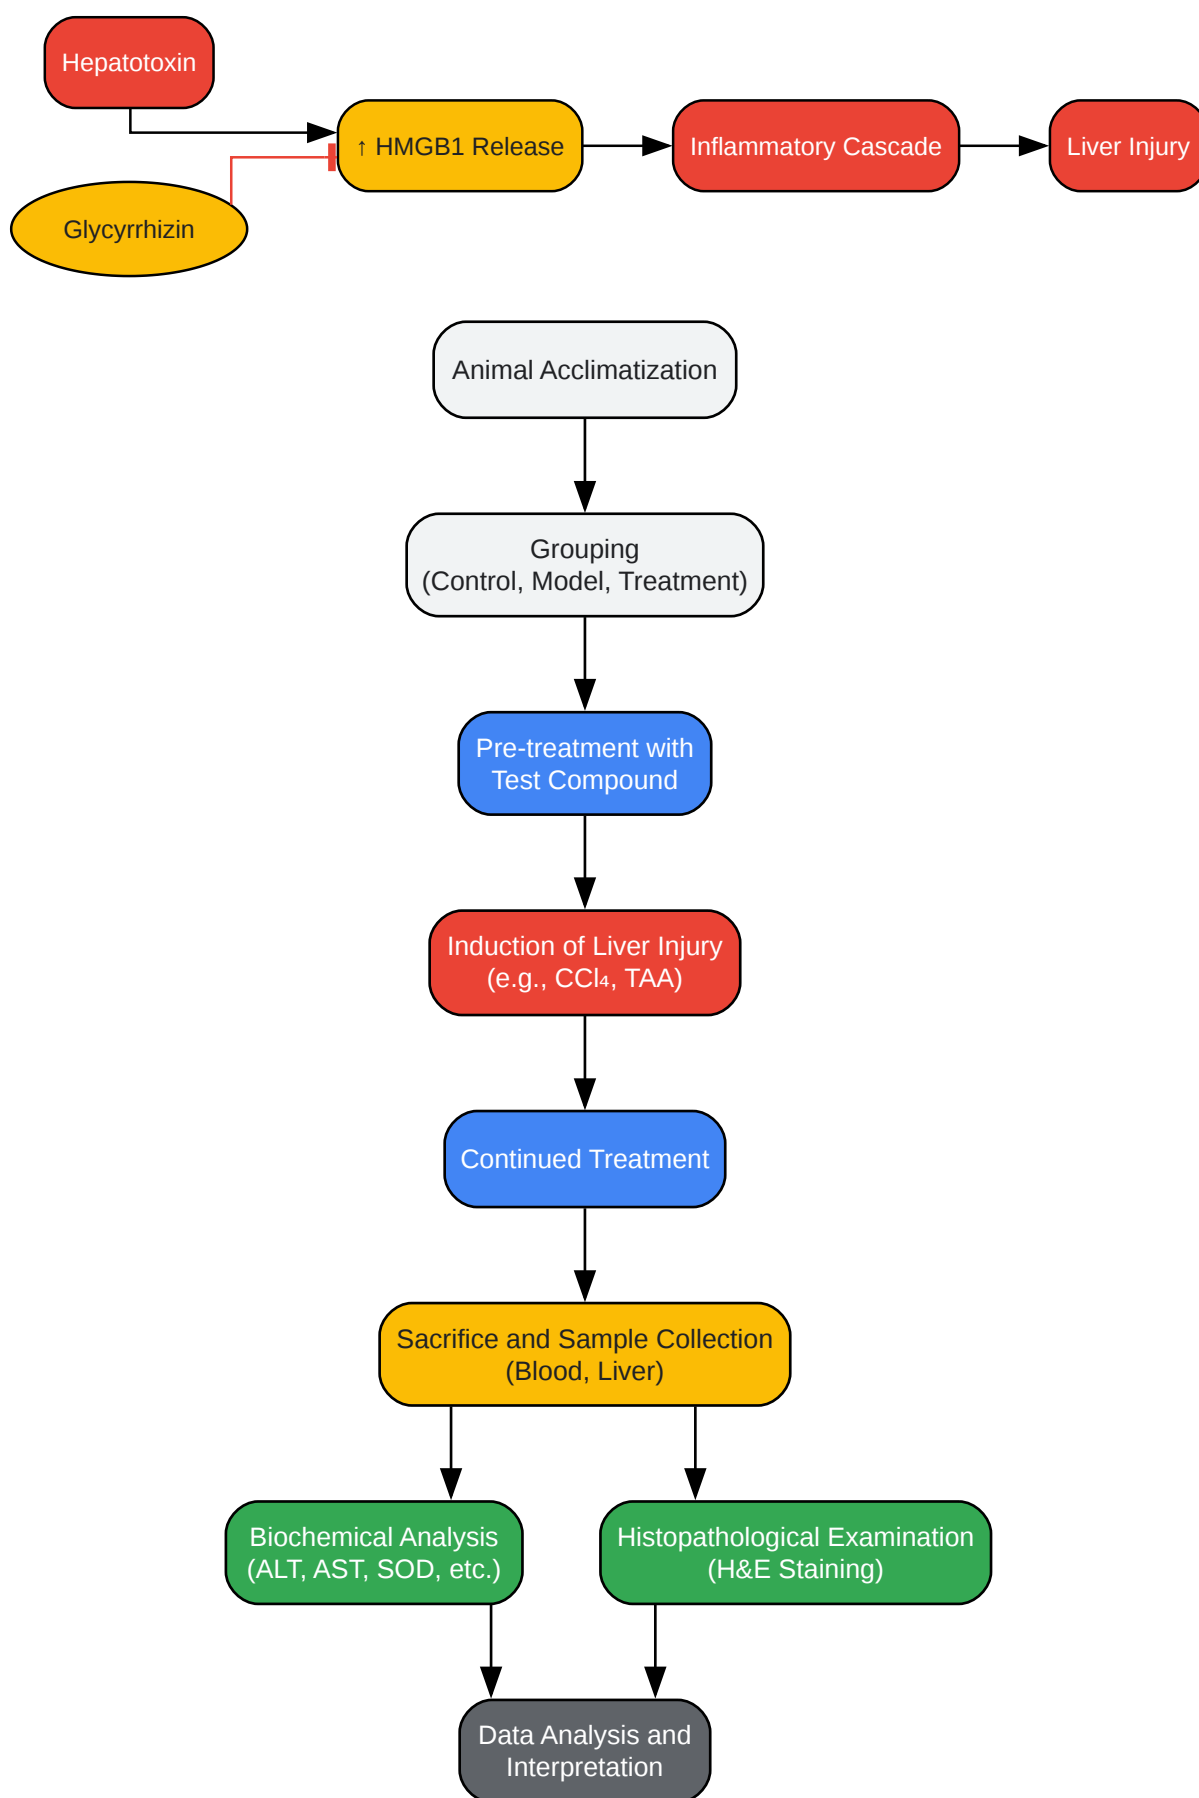 Hepatotoxin
↑ HMGB1 Release
Inflammatory Cascade
Liver Injury
Glycyrrhizin
Animal Acclimatization
Grouping
(Control, Model, Treatment)
Pre-treatment with
Test Compound
Induction of Liver Injury
(e.g., CCl₄, TAA)
Continued Treatment
Sacrifice and Sample Collection
(Blood, Liver)
Biochemical Analysis
(ALT, AST, SOD, etc.)
Histopathological Examination
(H&E Staining)
Data Analysis and
Interpretation